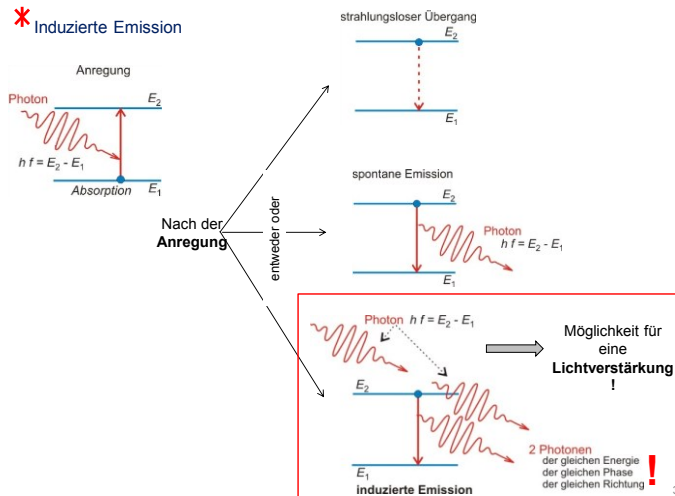 * Induzierte Emission
Anregung
Photon
E2
h f = E2 - E1
Absorption
E1
Nach der
Anregung
entweder oder
strahlungsloser Übergang
E2
E1
spontane Emission
E2
Photon
h f = E2 - E1
E1
Photon h f = E2 - E1
Möglichkeit für
eine
Lichtverstärkung
!
E2
2 Photonen
der gleichen Energie
der gleichen Phase
der gleichen Richtung
!
E1
induzierte Emission